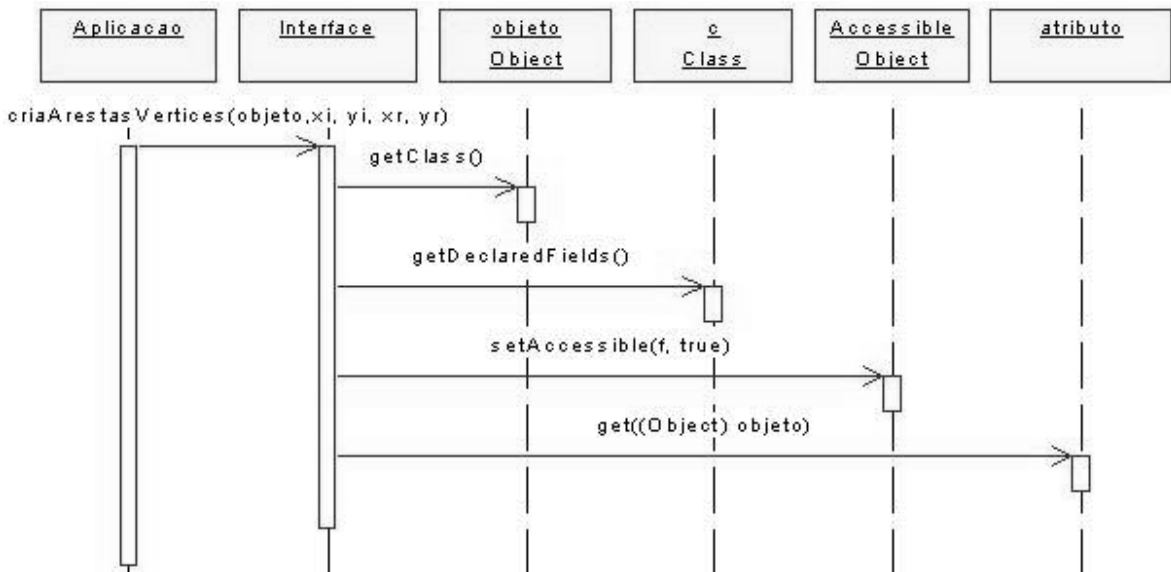 Aplicacao
Interface
objeto
Object
c
Class
Accessible
Object
atributo
criaArestasVertices(objeto,xi, yi, xr, yr)
getClass()
getDeclaredFields()
setAccessible(f, true)
get((Object) objeto)